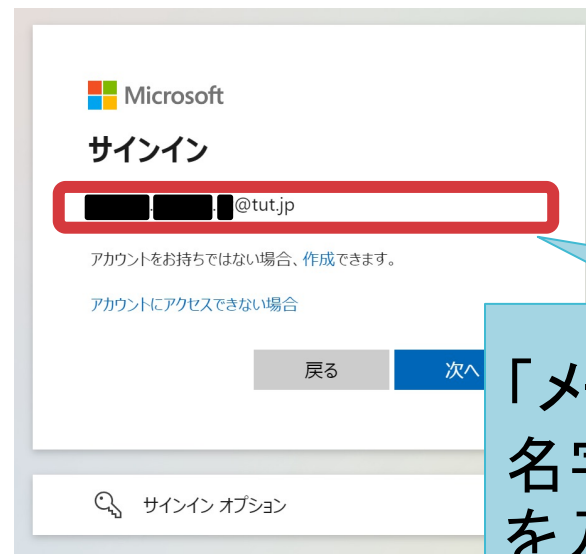 Microsoft
サインイン
. . @tut.jp
アカウントをお持ちではない場合、作成できます。
アカウントにアクセスできない場合
戻る
次へ
「メ
名
を
サインイン オプション